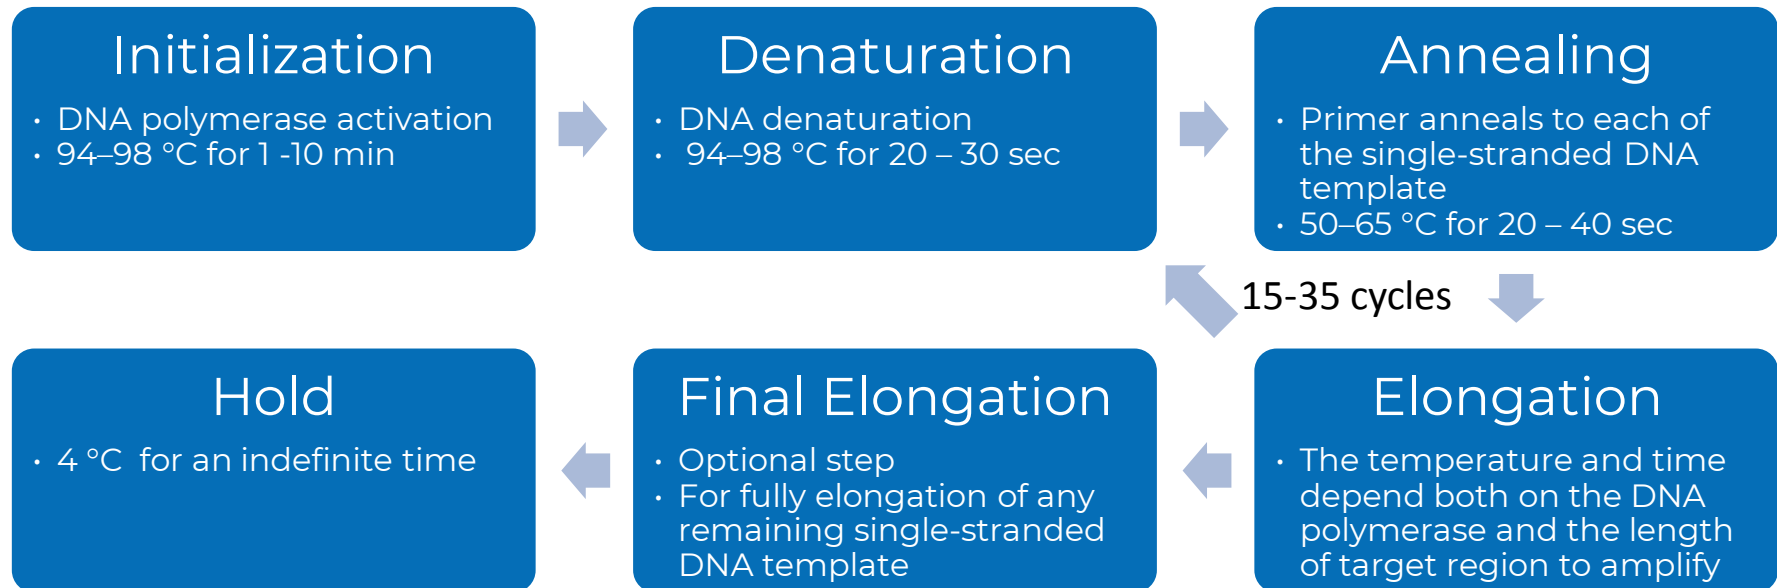 Initialization
• DNA polymerase activation
• 94–98 °C for 1 -10 min
Denaturation
• DNA denaturation
• 94–98 °C for 20 – 30 sec
Annealing
• Primer anneals to each of
the single-stranded DNA
template
• 50–65 °C for 20 – 40 sec
15-35 cycles
Elongation
• The temperature and time
depend both on the DNA
polymerase and the length
of target region to amplify
Final Elongation
• Optional step
• For fully elongation of any
remaining single-stranded
DNA template
Hold
• 4 °C for an indefinite time